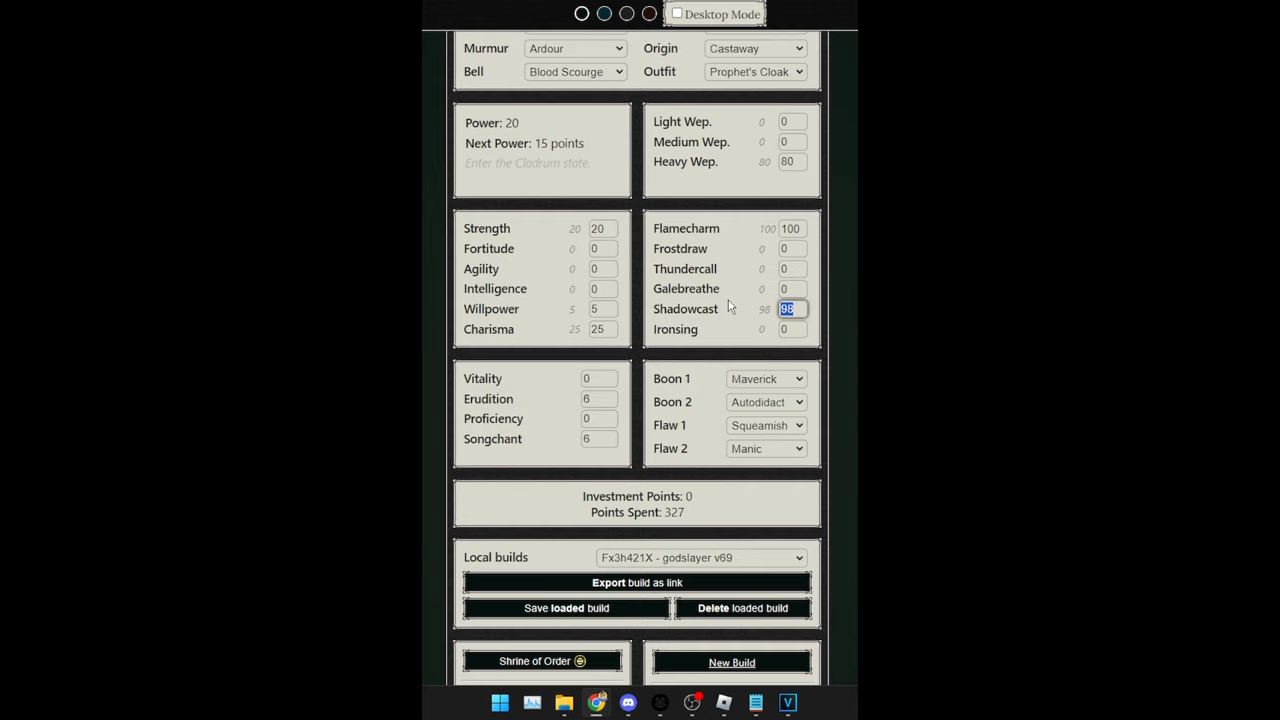 Desktop Mode
Murmur Ardour Origin Castaway
Bell Blood Scourge Outfit Prophet's Cloak
Power: 20
Next Power: 15 points
Enter the Cladrum state.
Light Wep. 0 0
Medium Wep. 0 0
Heavy Wep. 80 80
Strength 20 20
Fortitude 0 0
Agility 0 0
Intelligence 0 0
Willpower 5 5
Charisma 25 25
Flamecharm 100 100
Frostdraw 0 0
Thundercall 0 0
Galebreathe 0 0
Shadowcast 98 98
Ironsing 0 0
Vitality 0
Erudition 6
Proficiency 0
Songchant 6
Boon 1 Maverick
Boon 2 Autodidact
Flaw 1 Squeamish
Flaw 2 Manic
Investment Points: 0
Points Spent: 327
Local builds Fx3h421X - godslayer v69
Export build as link
Save loaded build Delete loaded build
Shrine of Order New Build
V